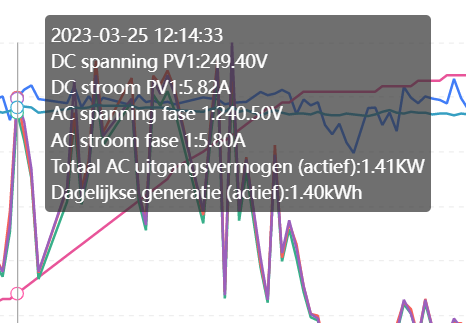 2023-03-25 12:14:33
DC spanning PV1:249.40V
DC stroom PV1:5.82A
AC spanning fase 1:240.50V
AC stroom fase 1:5.80A
Totaal AC uitgangsvermogen (actief):1.41KW
Dagelijkse generatie (actief):1.40kWh